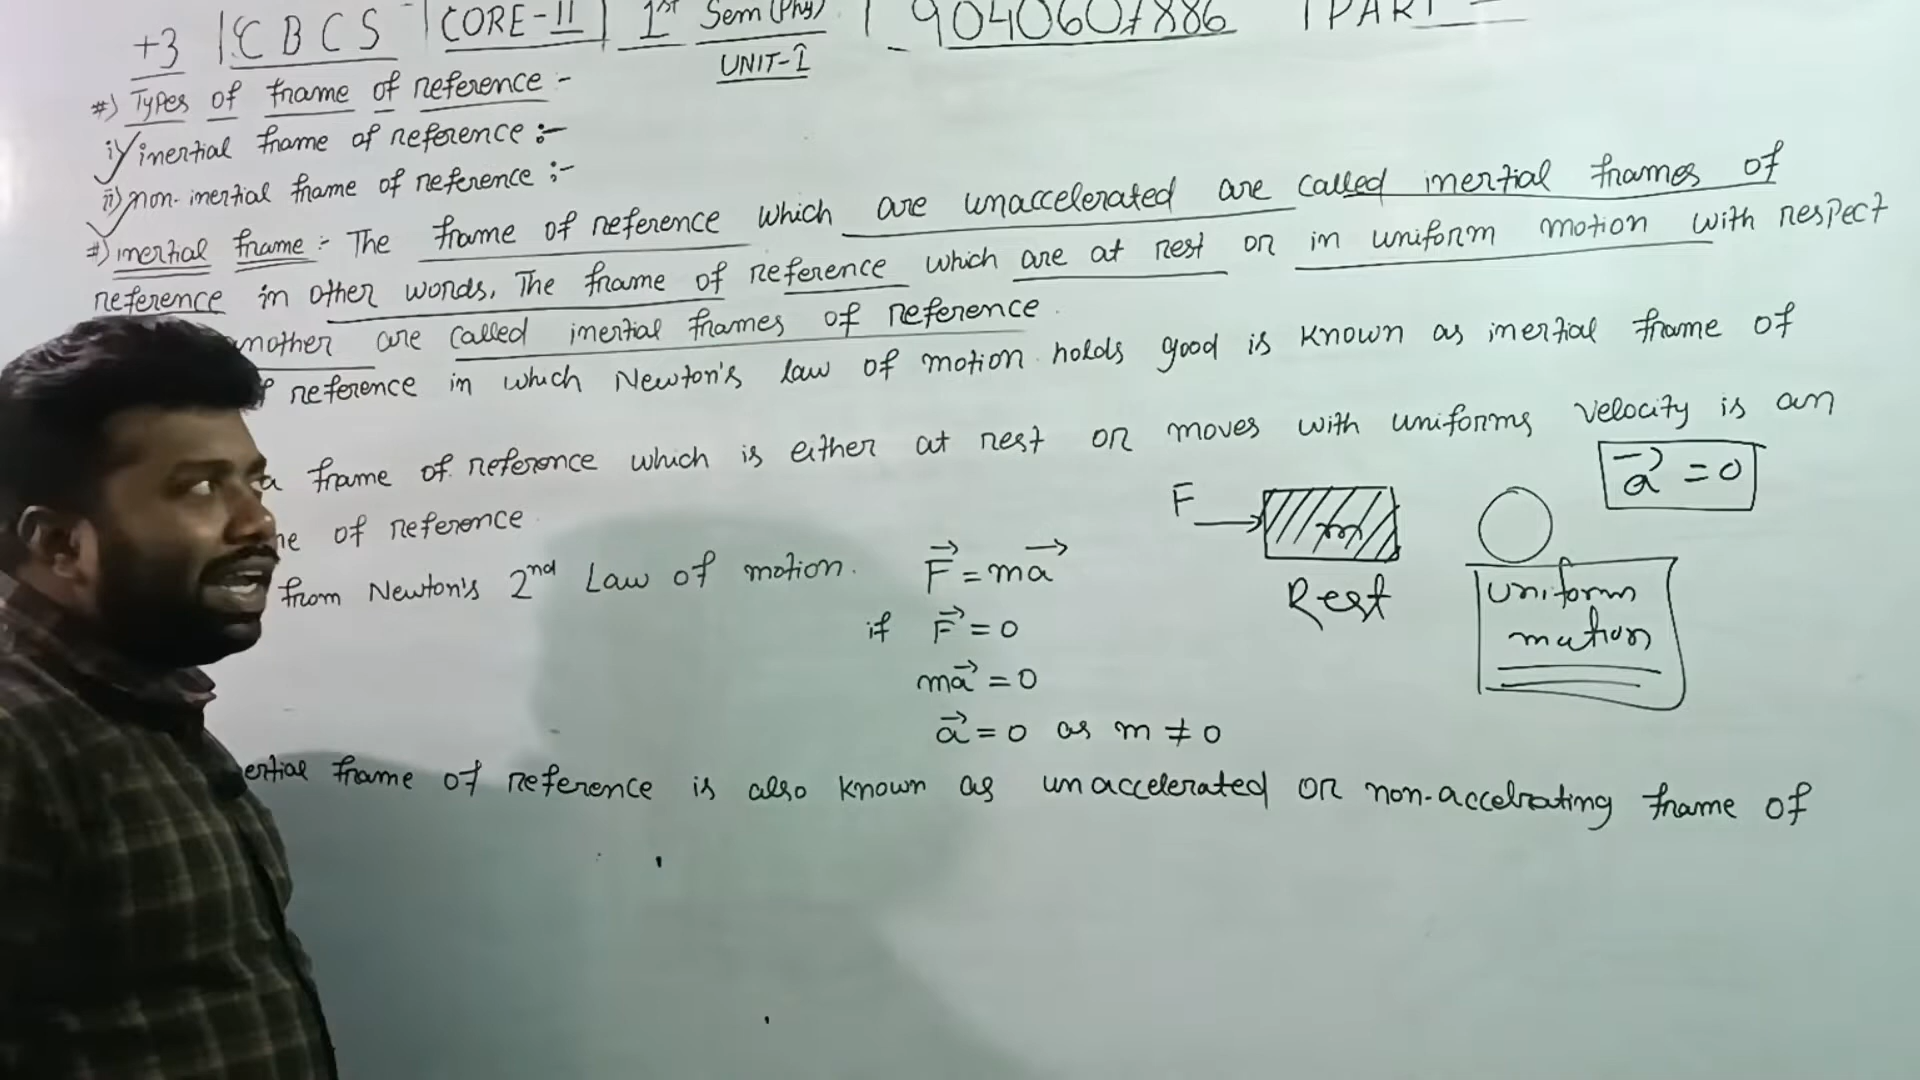 +3 | CBCS | CORE-II | 1st Sem (Phy) | 9040607886 | PART
UNIT-I
#) Types of frame of reference :-
i) inertial frame of reference :-
ii) non-inertial frame of reference :-
#) inertial frame :- The frame of reference which are unaccelerated are called inertial frames of
reference in other words, The frame of reference which are at rest or in uniform motion with respect
another are called inertial frames of reference.
reference in which Newton's law of motion holds good is known as inertial frame of
a frame of reference which is either at rest or moves with uniforms velocity is an
of reference
from Newton's 2nd Law of motion. F⃗ = ma⃗
if F⃗ = 0
ma⃗ = 0
a⃗ = 0 as m ≠ 0
ertial frame of reference is also known as unaccelerated or non-accelrating frame of
F
m
Rest
a⃗ = 0
Uniform
motion